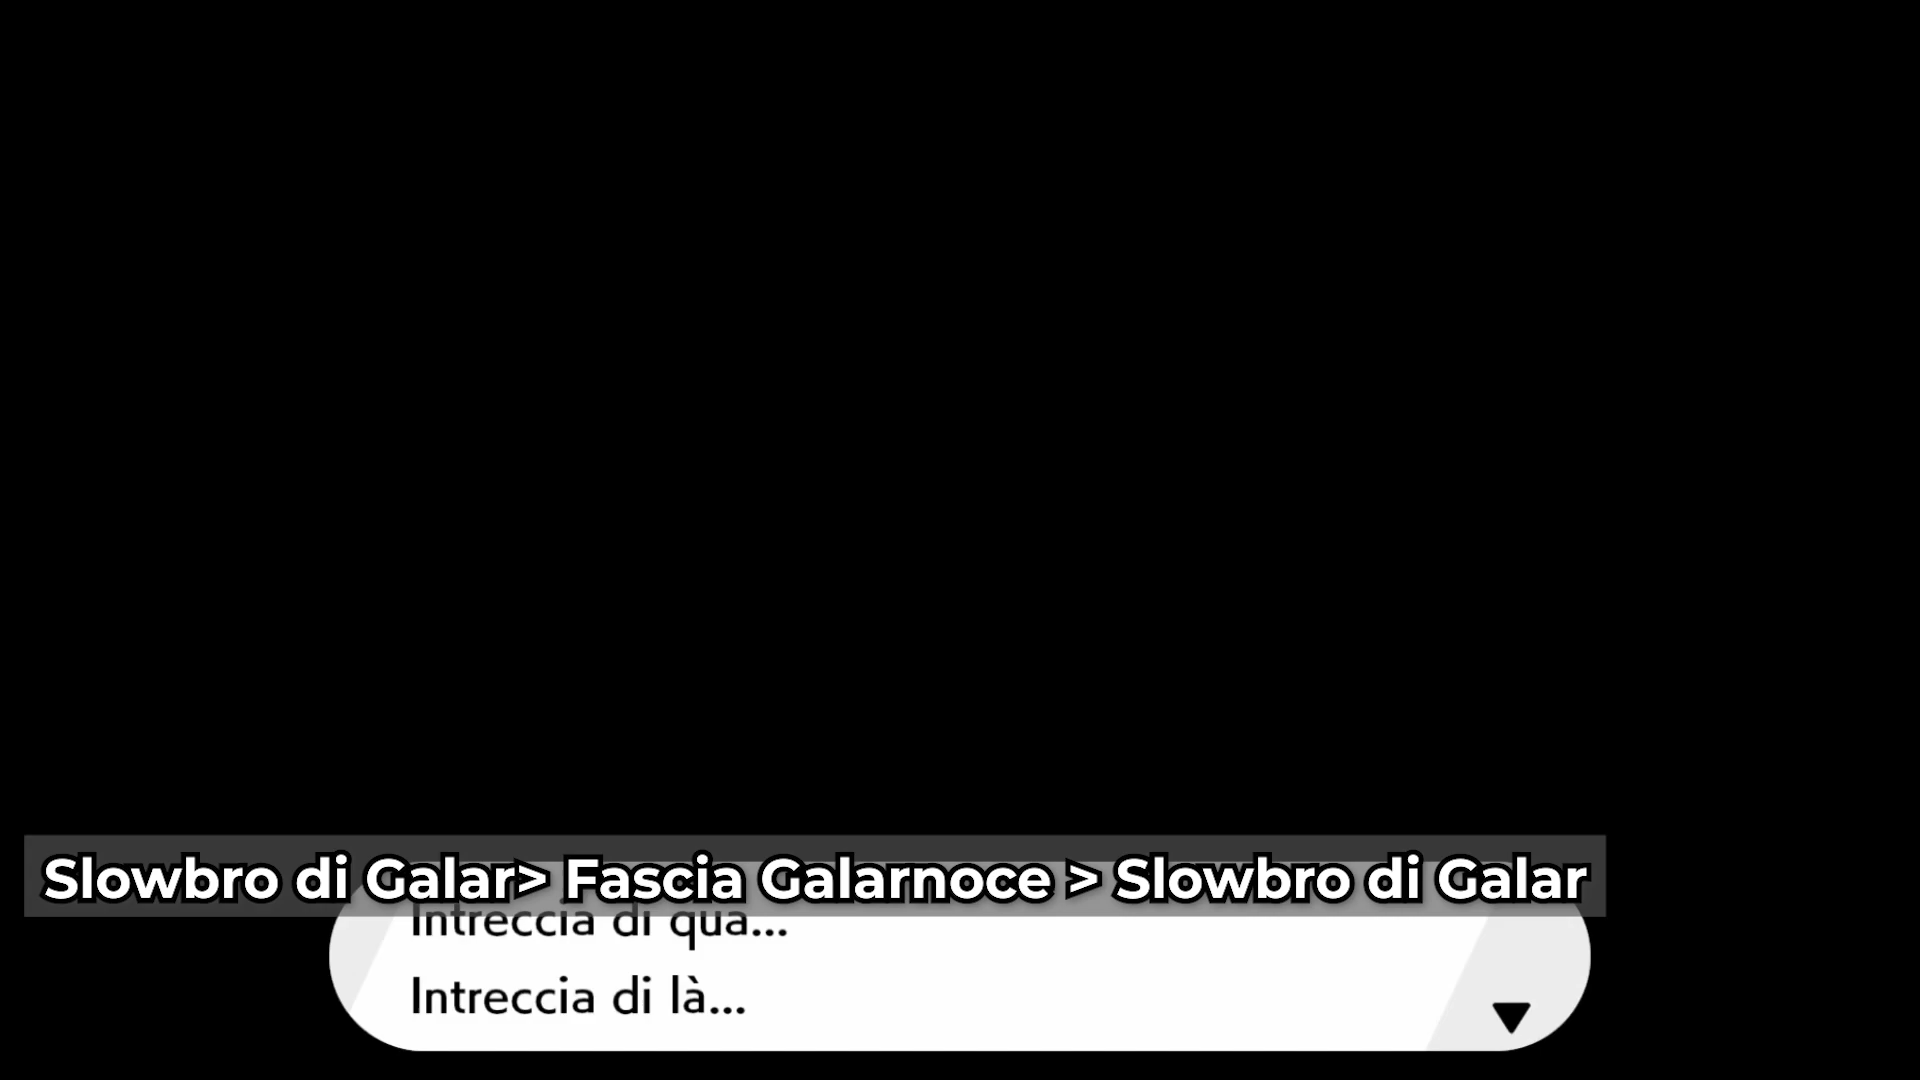 Slowbro di Galar> Fascia Galarnoce > Slowbro di Galar
Intreccia di qua...
Intreccia di là...